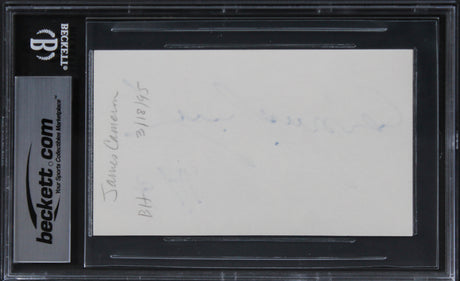 BECKETT
beckett.com
Your Sports Collectibles Marketplace.
James Cameron
3/18/95